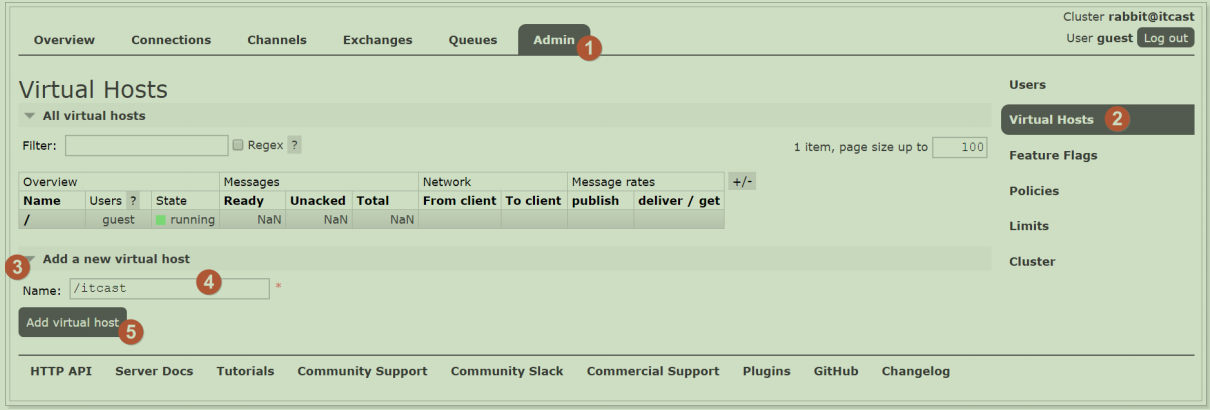 Cluster rabbit@itcast
Overview Connections Channels Exchanges Queues Admin 1 User guest Log out
Virtual Hosts
Users
All virtual hosts
Virtual Hosts 2
Filter: Regex ? 1 item, page size up to 100
Feature Flags
Overview Messages Network Message rates +/-
Policies
Name Users ? State Ready Unacked Total From client To client publish deliver / get
/ guest running NaN NaN NaN
Limits
3 Add a new virtual host
Cluster
Name: /itcast 4 *
Add virtual host 5
HTTP API Server Docs Tutorials Community Support Community Slack Commercial Support Plugins GitHub Changelog